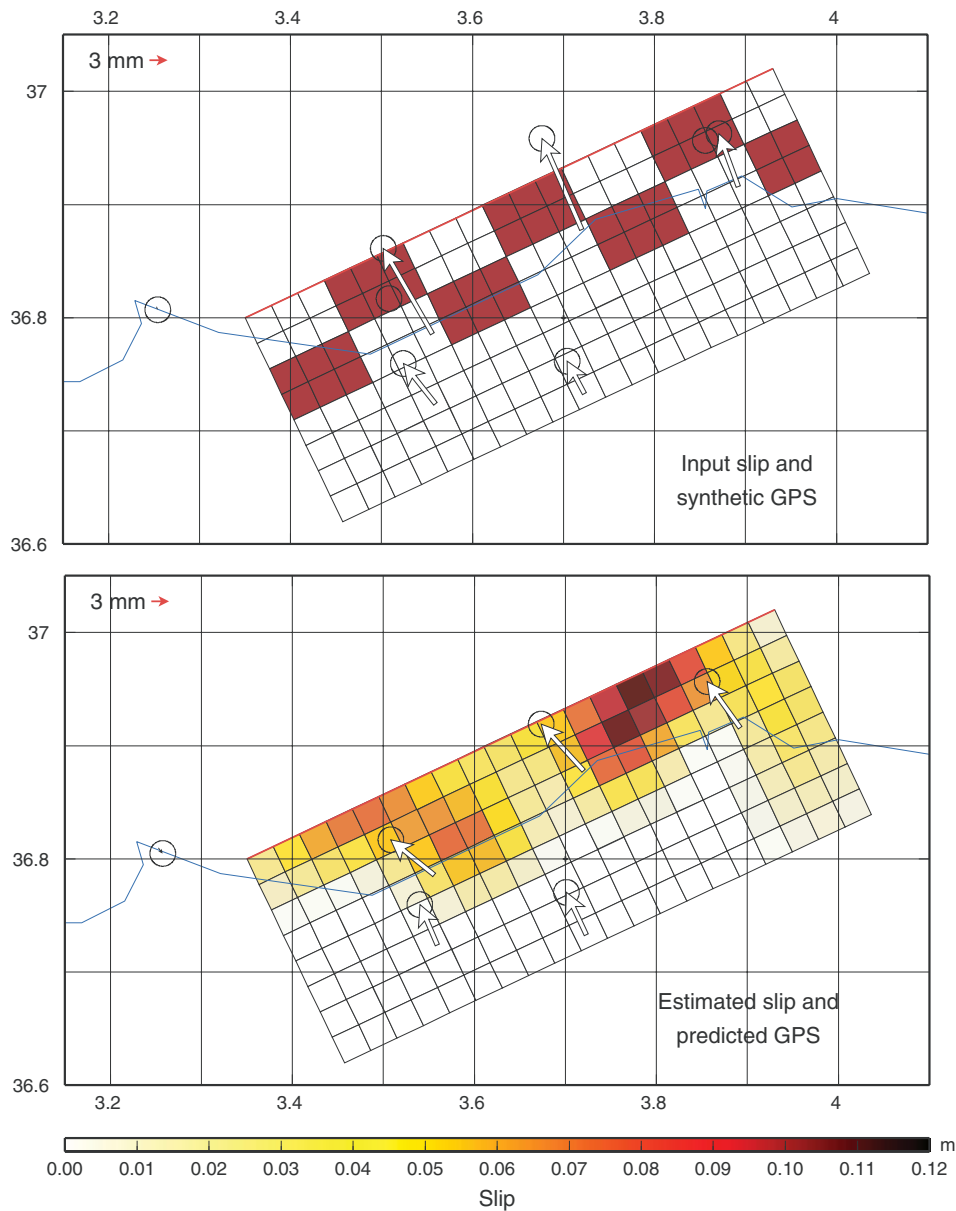 3.2 3.4 3.6 3.8 4
3 mm
37
36.8
Input slip and
synthetic GPS
36.6
3 mm
37
36.8
Estimated slip and
predicted GPS
36.6
3.2 3.4 3.6 3.8 4
m
0.00 0.01 0.02 0.03 0.04 0.05 0.06 0.07 0.08 0.09 0.10 0.11 0.12
Slip